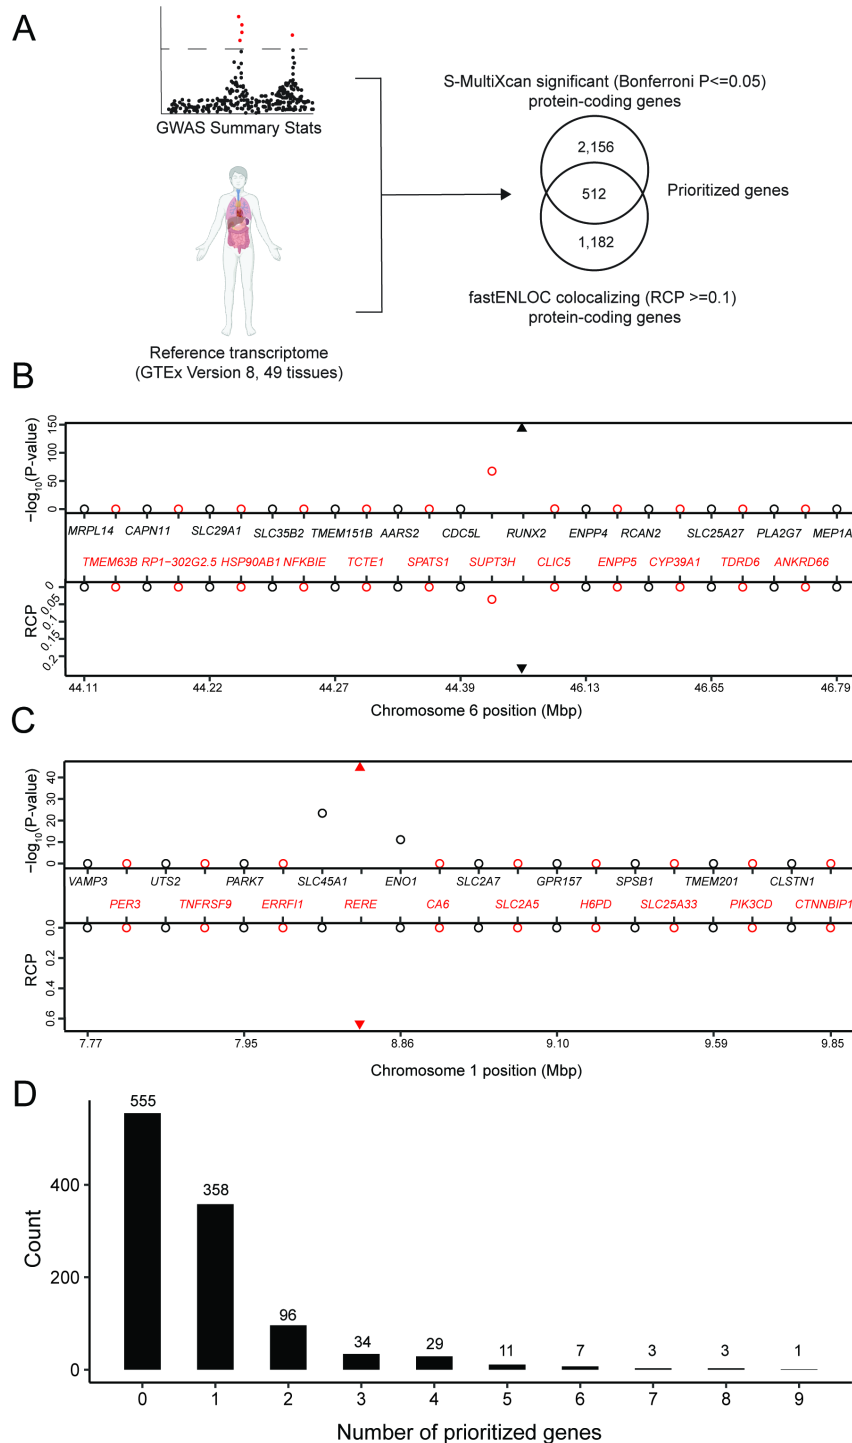 A
GWAS Summary Stats
Reference transcriptome
(GTEx Version 8, 49 tissues)
S-MultiXcan significant (Bonferroni P<=0.05)
protein-coding genes
2,156
512
Prioritized genes
1,182
fastENLOC colocalizing (RCP >=0.1)
protein-coding genes
B
−log10(P-value)
150
100
50
0
MRPL14 CAPN11 SLC29A1 SLC35B2 TMEM151B AARS2 CDC5L RUNX2 ENPP4 RCAN2 SLC25A27 PLA2G7 MEP1A
TMEM63B RP1−302G2.5 HSP90AB1 NFKBIE TCTE1 SPATS1 SUPT3H CLIC5 ENPP5 CYP39A1 TDRD6 ANKRD66
RCP
0
0.05
0.1
0.15
0.2
44.11 44.22 44.27 44.39 46.13 46.65 46.79
Chromosome 6 position (Mbp)
C
−log10(P-value)
40
30
20
10
0
VAMP3 UTS2 PARK7 SLC45A1 ENO1 SLC2A7 GPR157 SPSB1 TMEM201 CLSTN1
PER3 TNFRSF9 ERRFI1 RERE CA6 SLC2A5 H6PD SLC25A33 PIK3CD CTNNBIP1
RCP
0.0
0.2
0.4
0.6
7.77 7.95 8.86 9.10 9.59 9.85
Chromosome 1 position (Mbp)
D
Count
400
200
0
555 358 96 34 29 11 7 3 3 1
0 1 2 3 4 5 6 7 8 9
Number of prioritized genes